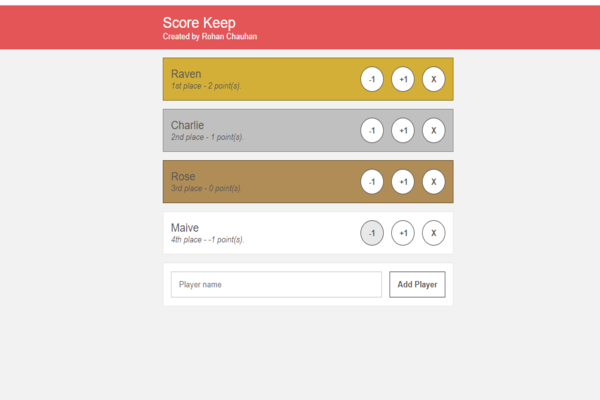 Score Keep
Created by Rohan Chauhan
Raven
1st place - 2 point(s).
-1 +1 X
Charlie
2nd place - 1 point(s).
-1 +1 X
Rose
3rd place - 0 point(s).
-1 +1 X
Maive
4th place - -1 point(s).
-1 +1 X
Player name
Add Player